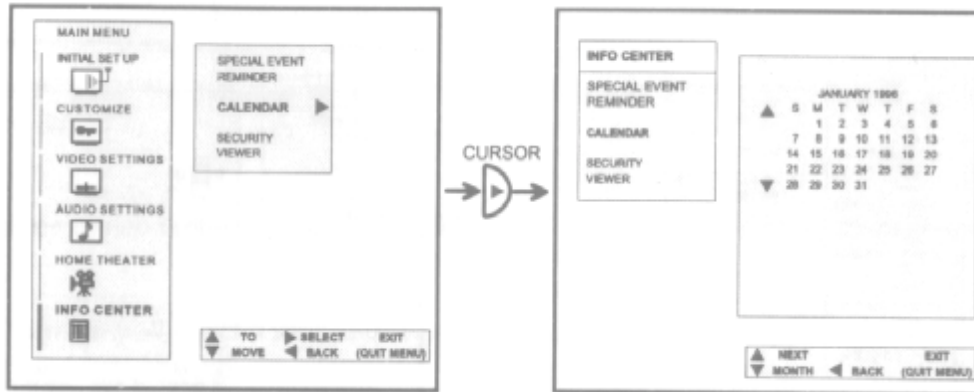 MAIN MENU
INITIAL SET UP
CUSTOMIZE
VIDEO SETTINGS
AUDIO SETTINGS
HOME THEATER
INFO CENTER
SPECIAL EVENT
REMINDER
CALENDAR
SECURITY
VIEWER
TO SELECT EXIT
MOVE BACK (QUIT MENU)
CURSOR
INFO CENTER
SPECIAL EVENT
REMINDER
CALENDAR
SECURITY
VIEWER
JANUARY 1996
S M T W T F S
1 2 3 4 5 6
7 8 9 10 11 12 13
14 15 16 17 18 19 20
21 22 23 24 25 26 27
28 29 30 31
NEXT EXIT
MONTH BACK (QUIT MENU)